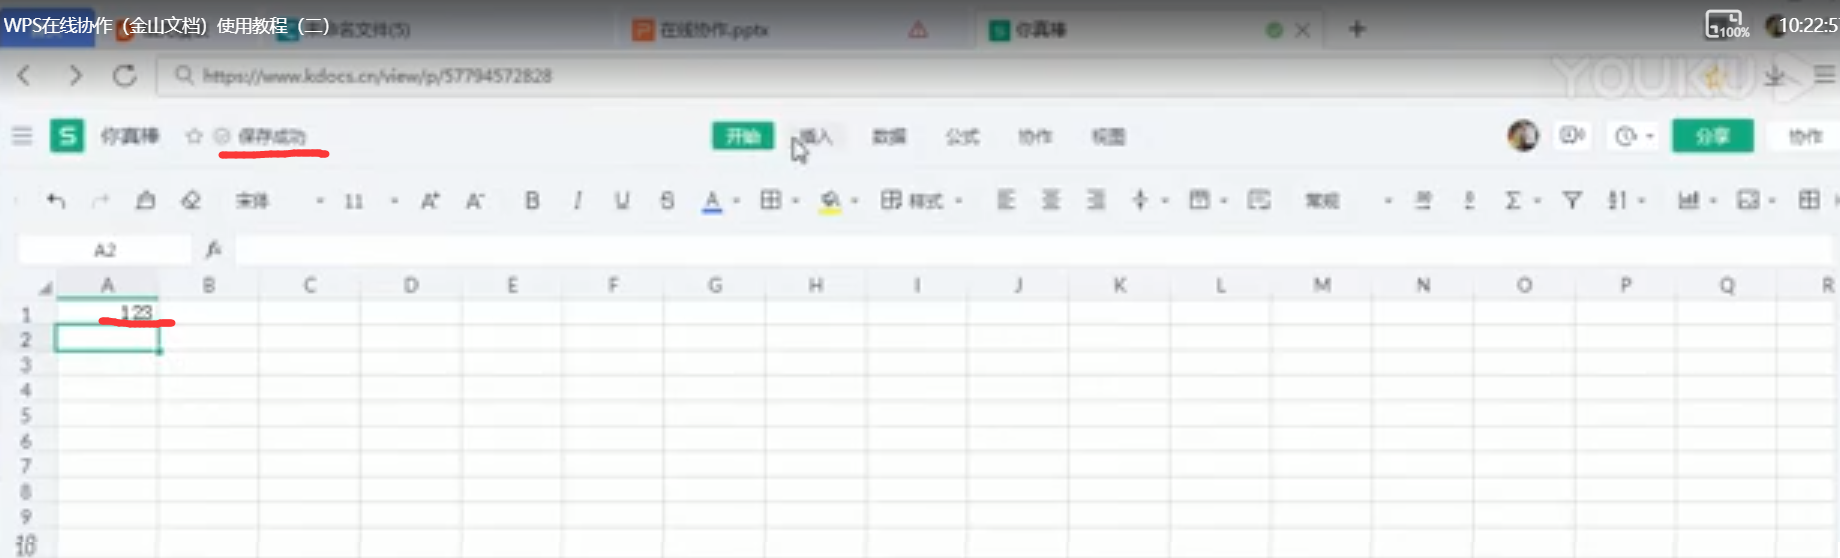 WPS在线协作（金山文档）使用教程（二） 名文件(5) 在线协作.pptx 你真棒 100% 10:22:5
https://www.kdocs.cn/view/p/57794572828 YOUKU
S 你真棒 保存成功 开始 插入 数据 公式 协作 视图 分享 协作
宋体 11 A+ A- B I U S A 样式 常规
A2 fx
A B C D E F G H I J K L M N O P Q R
1 123
2
3
4
5
6
7
8
9
10